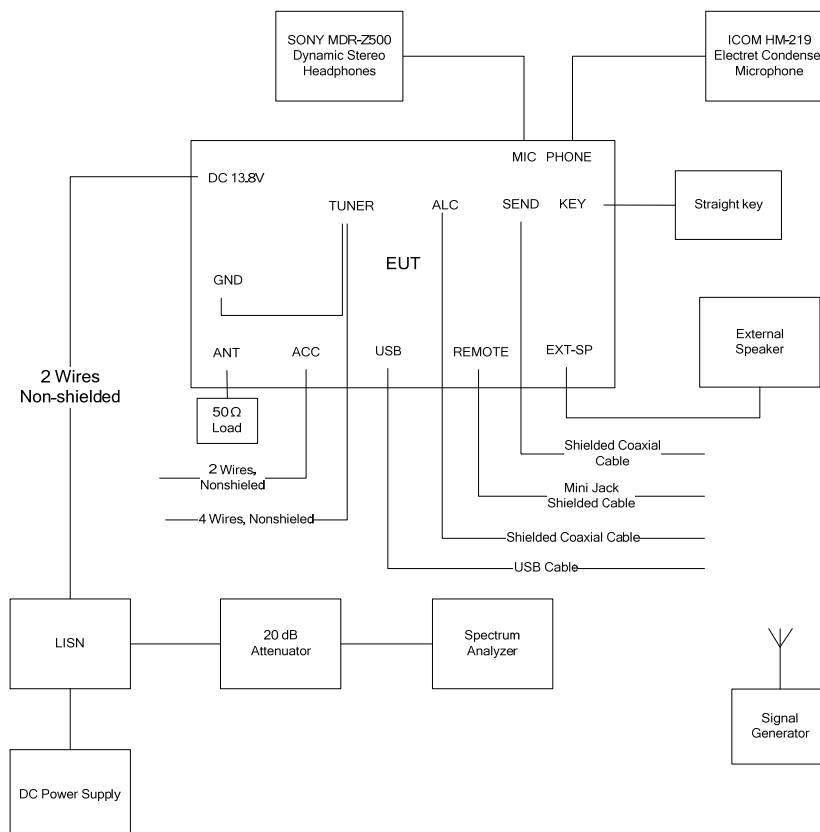 SONY MDR-Z500
Dynamic Stereo
Headphones
ICOM HM-219
Electret Condense
Microphone
MIC PHONE
DC 13.8V
TUNER
ALC
SEND
KEY
Straight key
EUT
GND
ANT
ACC
USB
REMOTE
EXT-SP
External
Speaker
2 Wires
Non-shielded
50Ω
Load
Shielded Coaxial
Cable
2 Wires,
Nonshieled
Mini Jack
Shielded Cable
4 Wires, Nonshieled
Shielded Coaxial Cable
USB Cable
LISN
20 dB
Attenuator
Spectrum
Analyzer
Signal
Generator
DC Power Supply